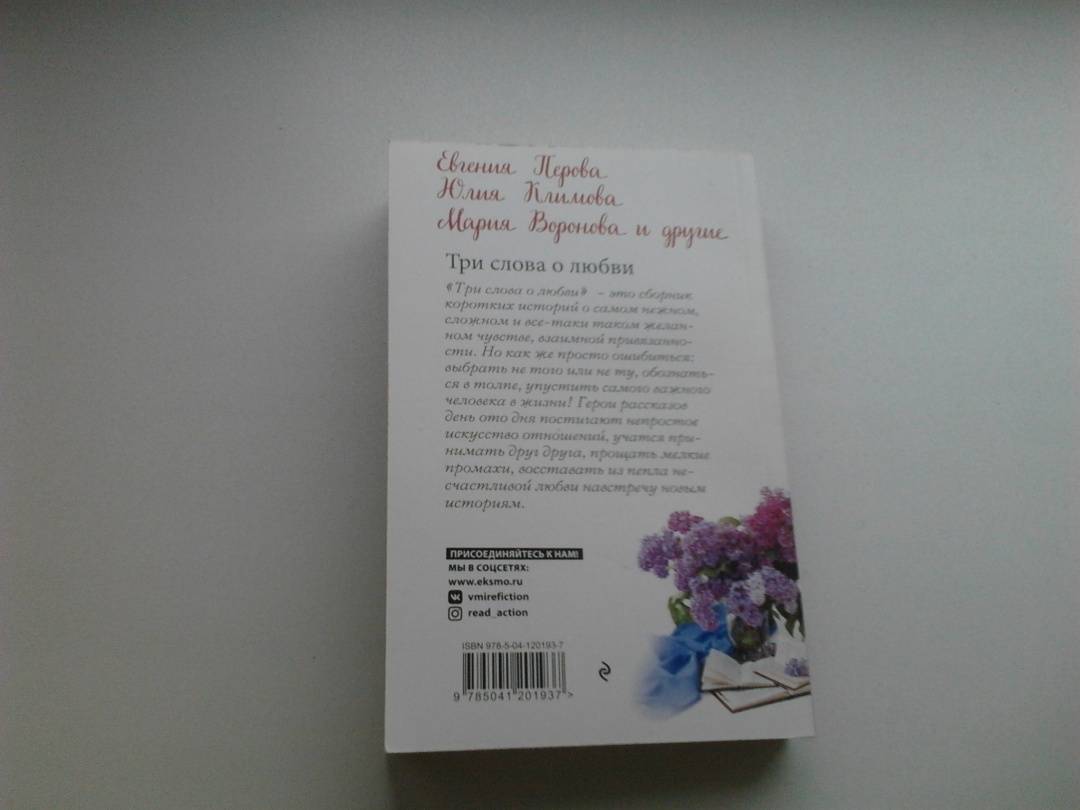 Евгения Перова
Юлия Климова
Мария Воронова и другие
Три слова о любви
«Три слова о любви» – это сборник
коротких историй о самом нежном,
сложном и все-таки таком желан-
ном чувстве, взаимной привязанно-
сти. Но как же просто ошибиться:
выбрать не того или не ту, обознать-
ся в толпе, упустить самого важного
человека в жизни! Герои рассказов
день ото дня постигают непростое
искусство отношений, учатся при-
нимать друг друга, прощать мелкие
промахи, восставать из пепла не-
счастливой любви навстречу новым
историям.
ПРИСОЕДИНЯЙТЕСЬ К НАМ!
МЫ В СОЦСЕТЯХ:
www.eksmo.ru
vmirefiction
read_action
ISBN 978-5-04-120193-7
9 785041 201937 >